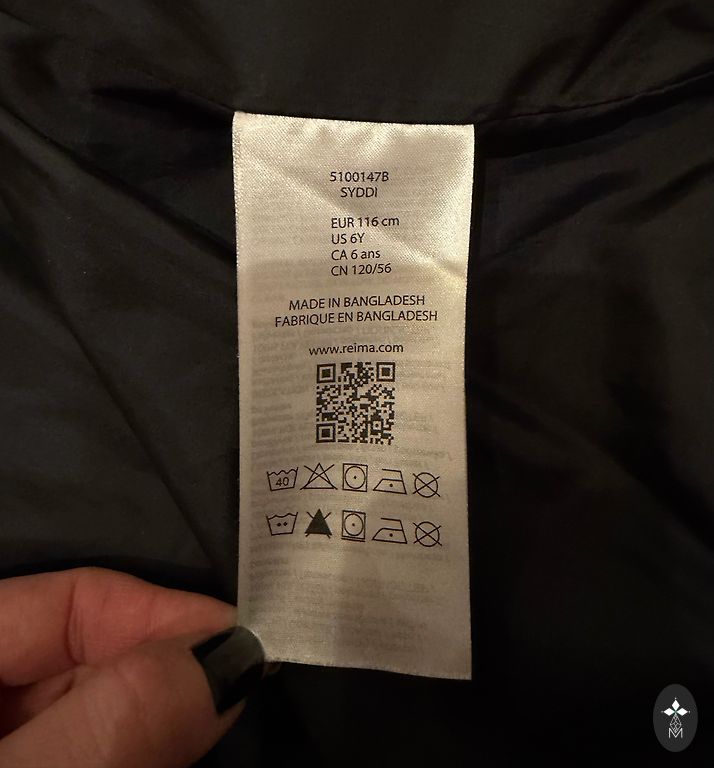 5100147B
SYDDI
EUR 116 cm
US 6Y
CA 6 ans
CN 120/56
MADE IN BANGLADESH
FABRIQUE EN BANGLADESH
www.reima.com
40
M